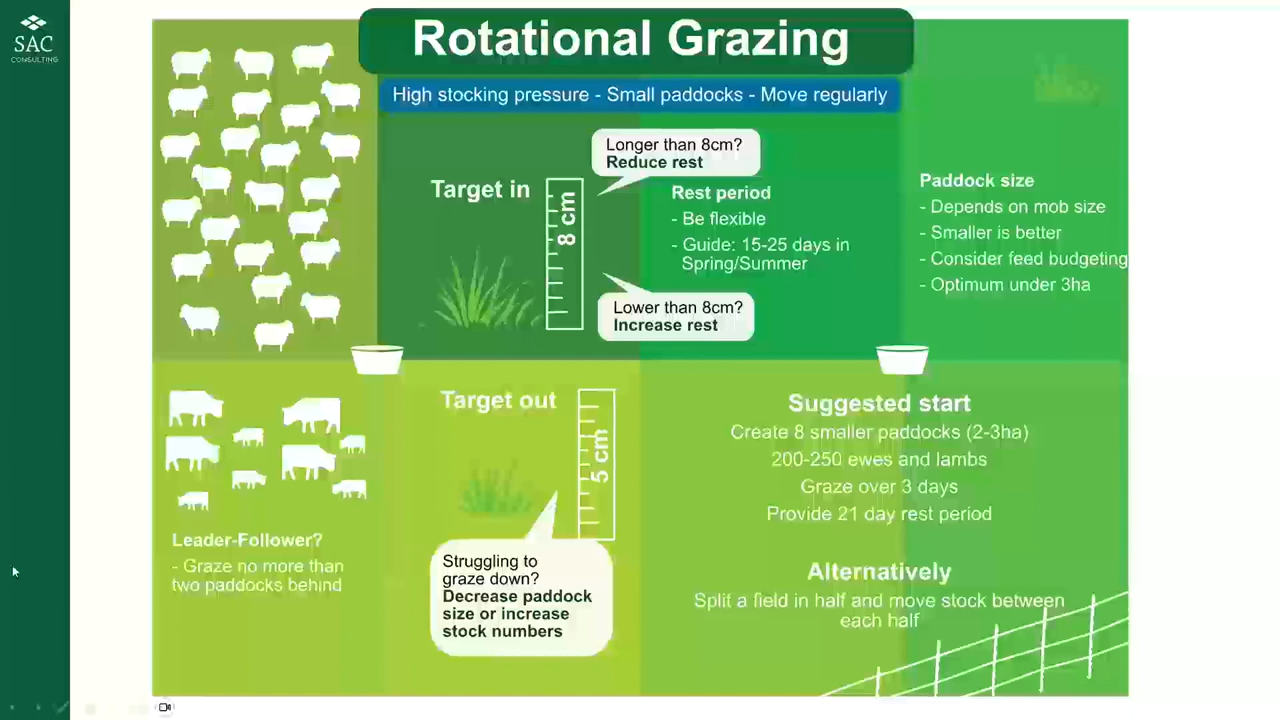 SAC
CONSULTING
Rotational Grazing
High stocking pressure - Small paddocks - Move regularly
Longer than 8cm?
Reduce rest
Target in
8 cm
Rest period
- Be flexible
- Guide: 15-25 days in
Spring/Summer
Lower than 8cm?
Increase rest
Paddock size
- Depends on mob size
- Smaller is better
- Consider feed budgeting
- Optimum under 3ha
Leader-Follower?
- Graze no more than
two paddocks behind
Target out
5 cm
Struggling to
graze down?
Decrease paddock
size or increase
stock numbers
Suggested start
Create 8 smaller paddocks (2-3ha)
200-250 ewes and lambs
Graze over 3 days
Provide 21 day rest period
Alternatively
Split a field in half and move stock between
each half